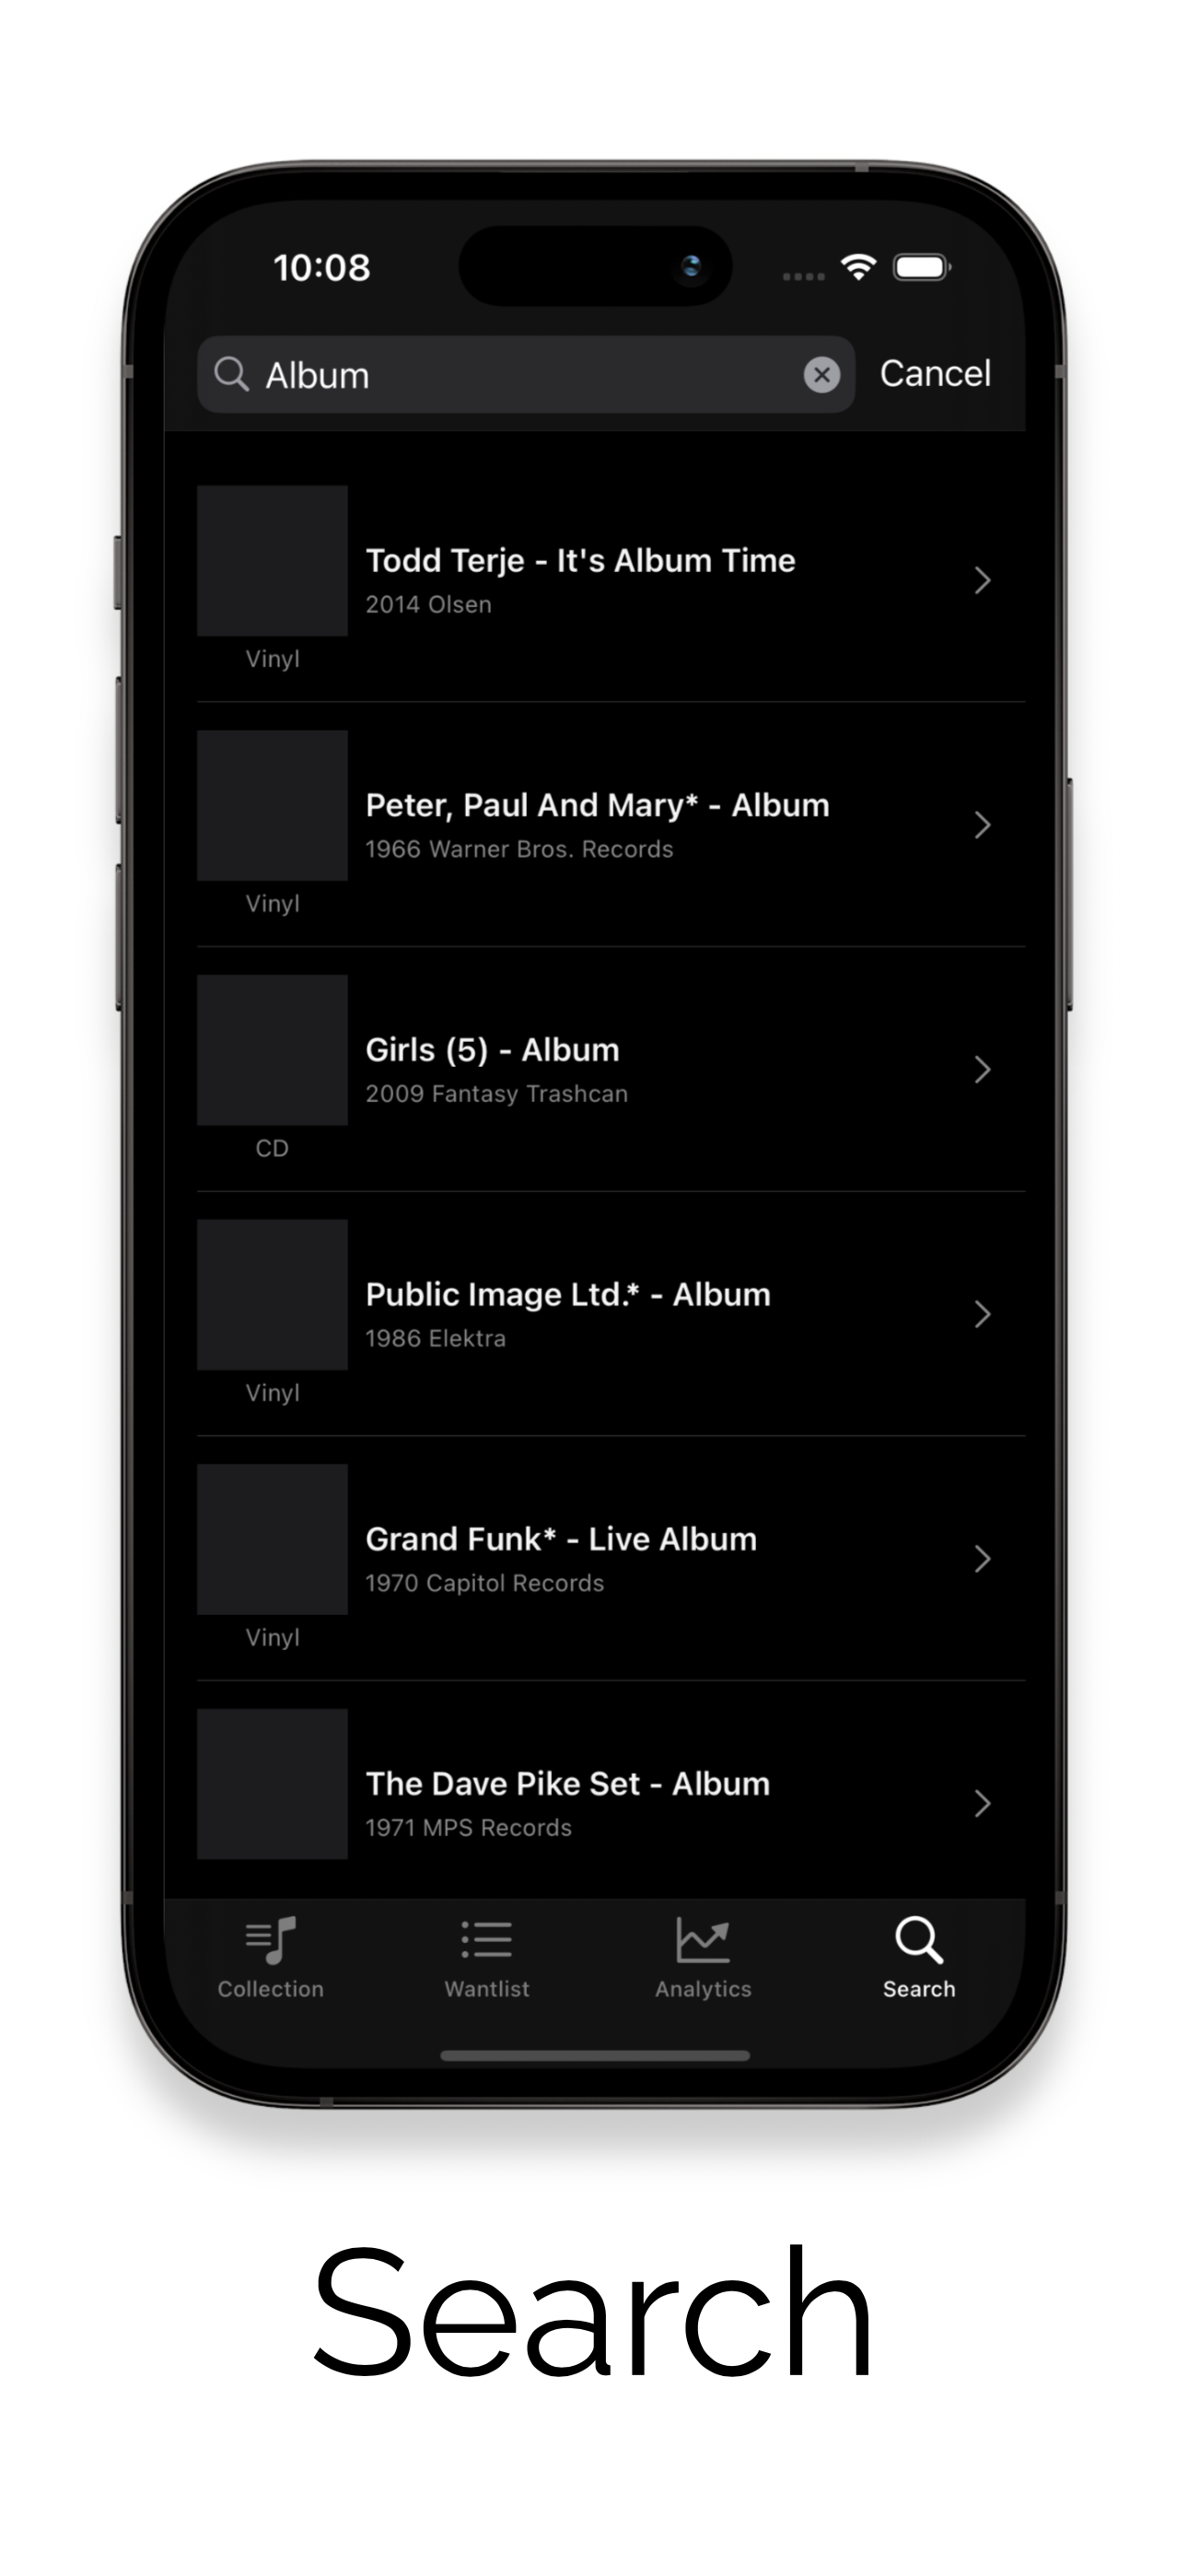 10:08
Album
Cancel
Todd Terje - It's Album Time
2014 Olsen
Vinyl
Peter, Paul And Mary* - Album
1966 Warner Bros. Records
Vinyl
Girls (5) - Album
2009 Fantasy Trashcan
CD
Public Image Ltd.* - Album
1986 Elektra
Vinyl
Grand Funk* - Live Album
1970 Capitol Records
Vinyl
The Dave Pike Set - Album
1971 MPS Records
Collection
Wantlist
Analytics
Search
Search